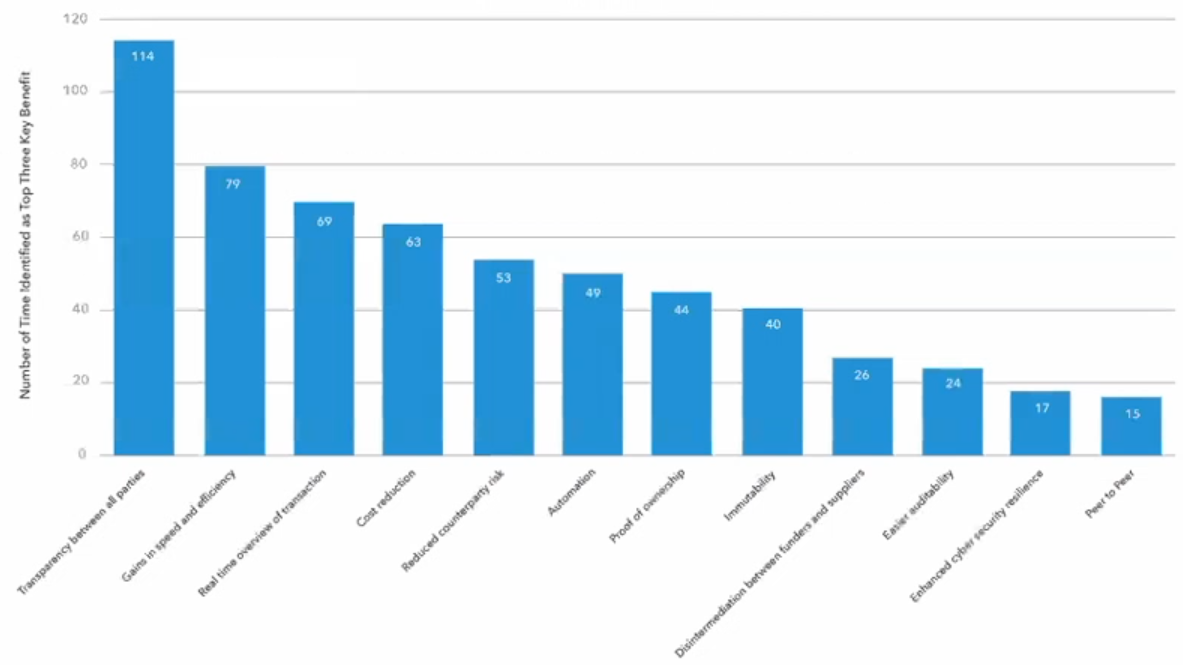 Number of Time Identified as Top Three Key Benefit
120
100
80
60
40
20
0
114
79
69
63
53
49
44
40
26
24
17
15
Transparency between all parties
Gains in speed and efficiency
Real time overview of transaction
Cost reduction
Reduced counterparty risk
Automation
Proof of ownership
Immutability
Disintermediation between funders and suppliers
Easier auditability
Enhanced cyber security resilience
Peer to Peer